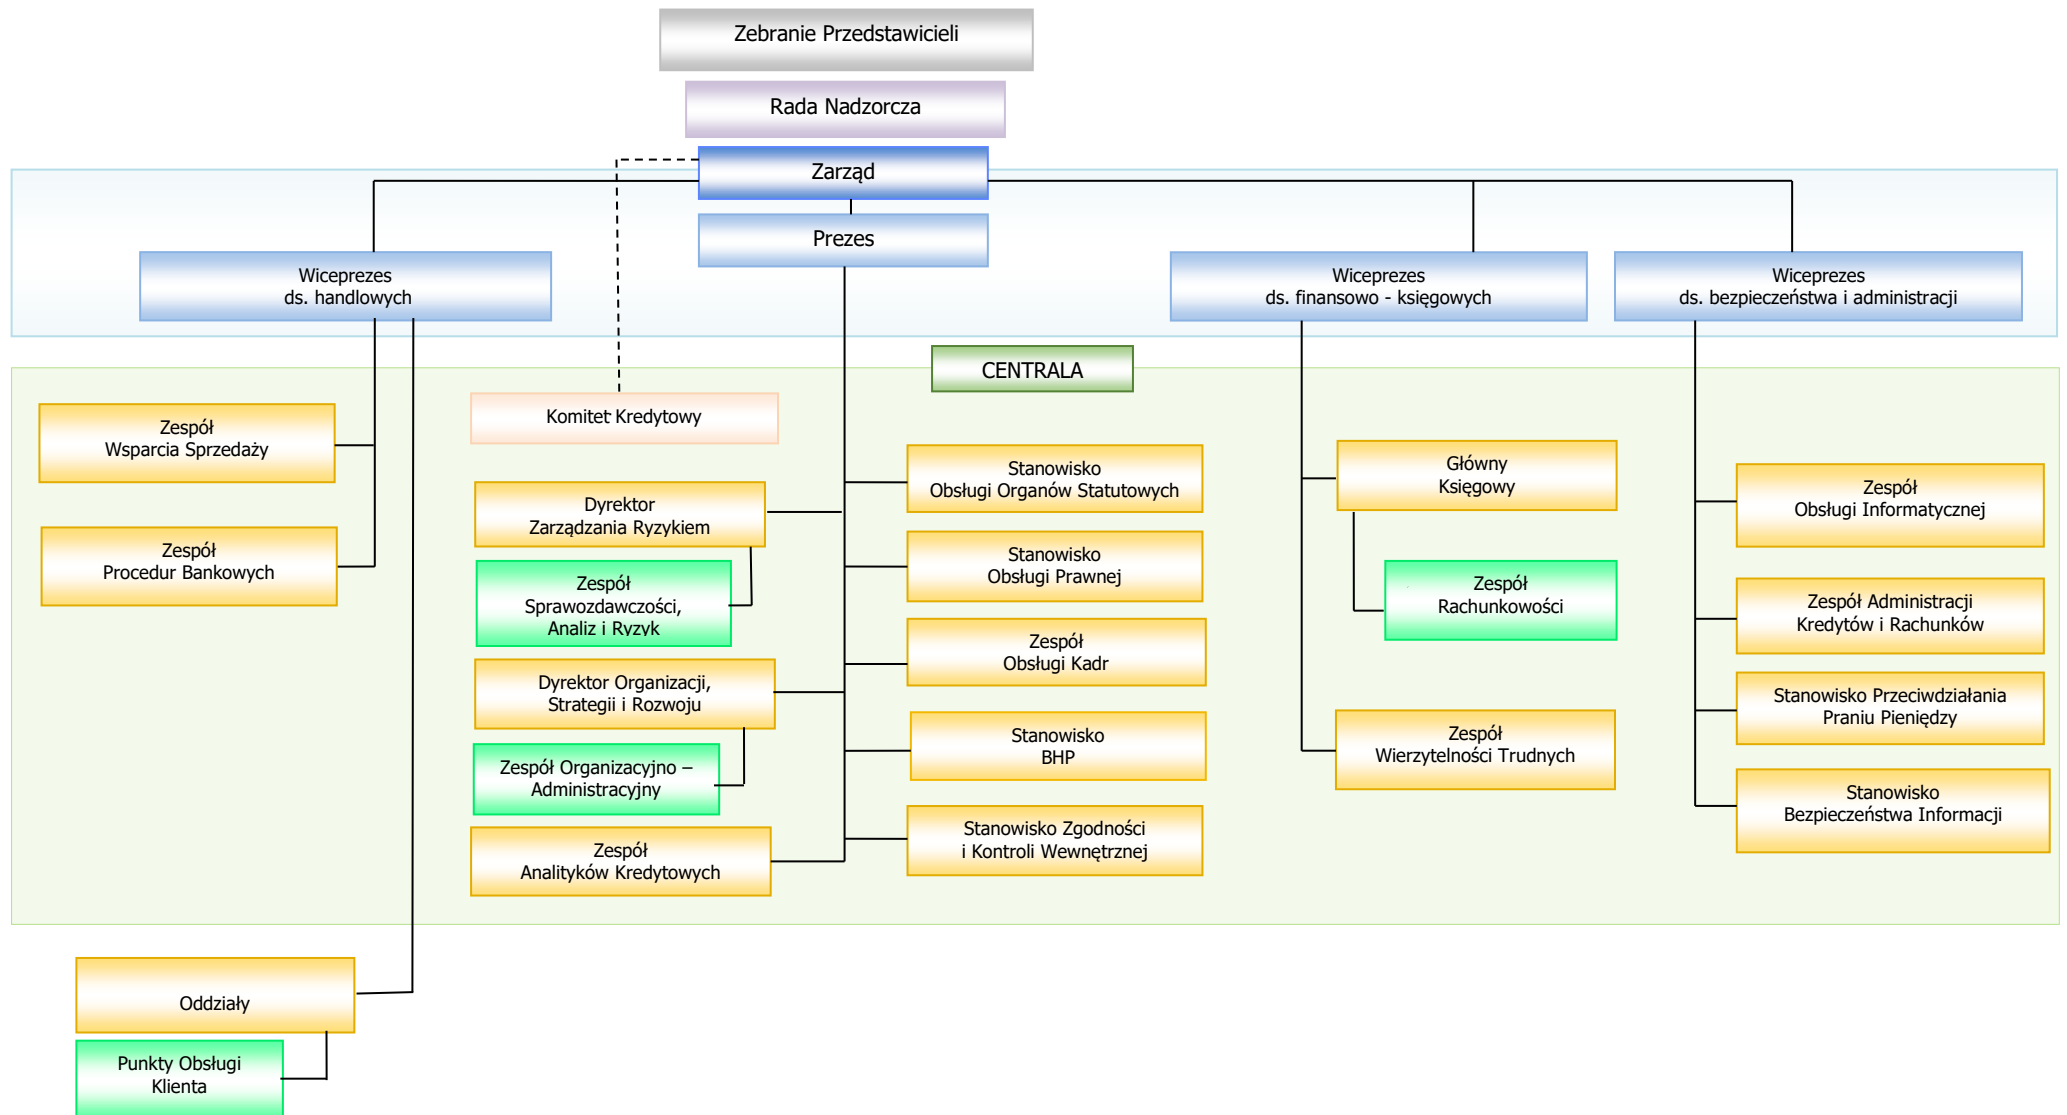 Zebranie Przedstawicieli
Rada Nadzorcza
Zarząd
Prezes
Wiceprezes
ds. handlowych
Wiceprezes
ds. finansowo - księgowych
Wiceprezes
ds. bezpieczeństwa i administracji
CENTRALA
Zespół
Wsparcia Sprzedaży
Zespół
Procedur Bankowych
Komitet Kredytowy
Dyrektor
Zarządzania Ryzykiem
Zespół
Sprawozdawczości,
Analiz i Ryzyk
Dyrektor Organizacji,
Strategii i Rozwoju
Zespół Organizacyjno –
Administracyjny
Zespół
Analityków Kredytowych
Stanowisko
Obsługi Organów Statutowych
Stanowisko
Obsługi Prawnej
Zespół
Obsługi Kadr
Stanowisko
BHP
Stanowisko Zgodności
i Kontroli Wewnętrznej
Główny
Księgowy
Zespół
Rachunkowości
Zespół
Wierzytelności Trudnych
Zespół
Obsługi Informatycznej
Zespół Administracji
Kredytów i Rachunków
Stanowisko Przeciwdziałania
Praniu Pieniędzy
Stanowisko
Bezpieczeństwa Informacji
Oddziały
Punkty Obsługi
Klienta